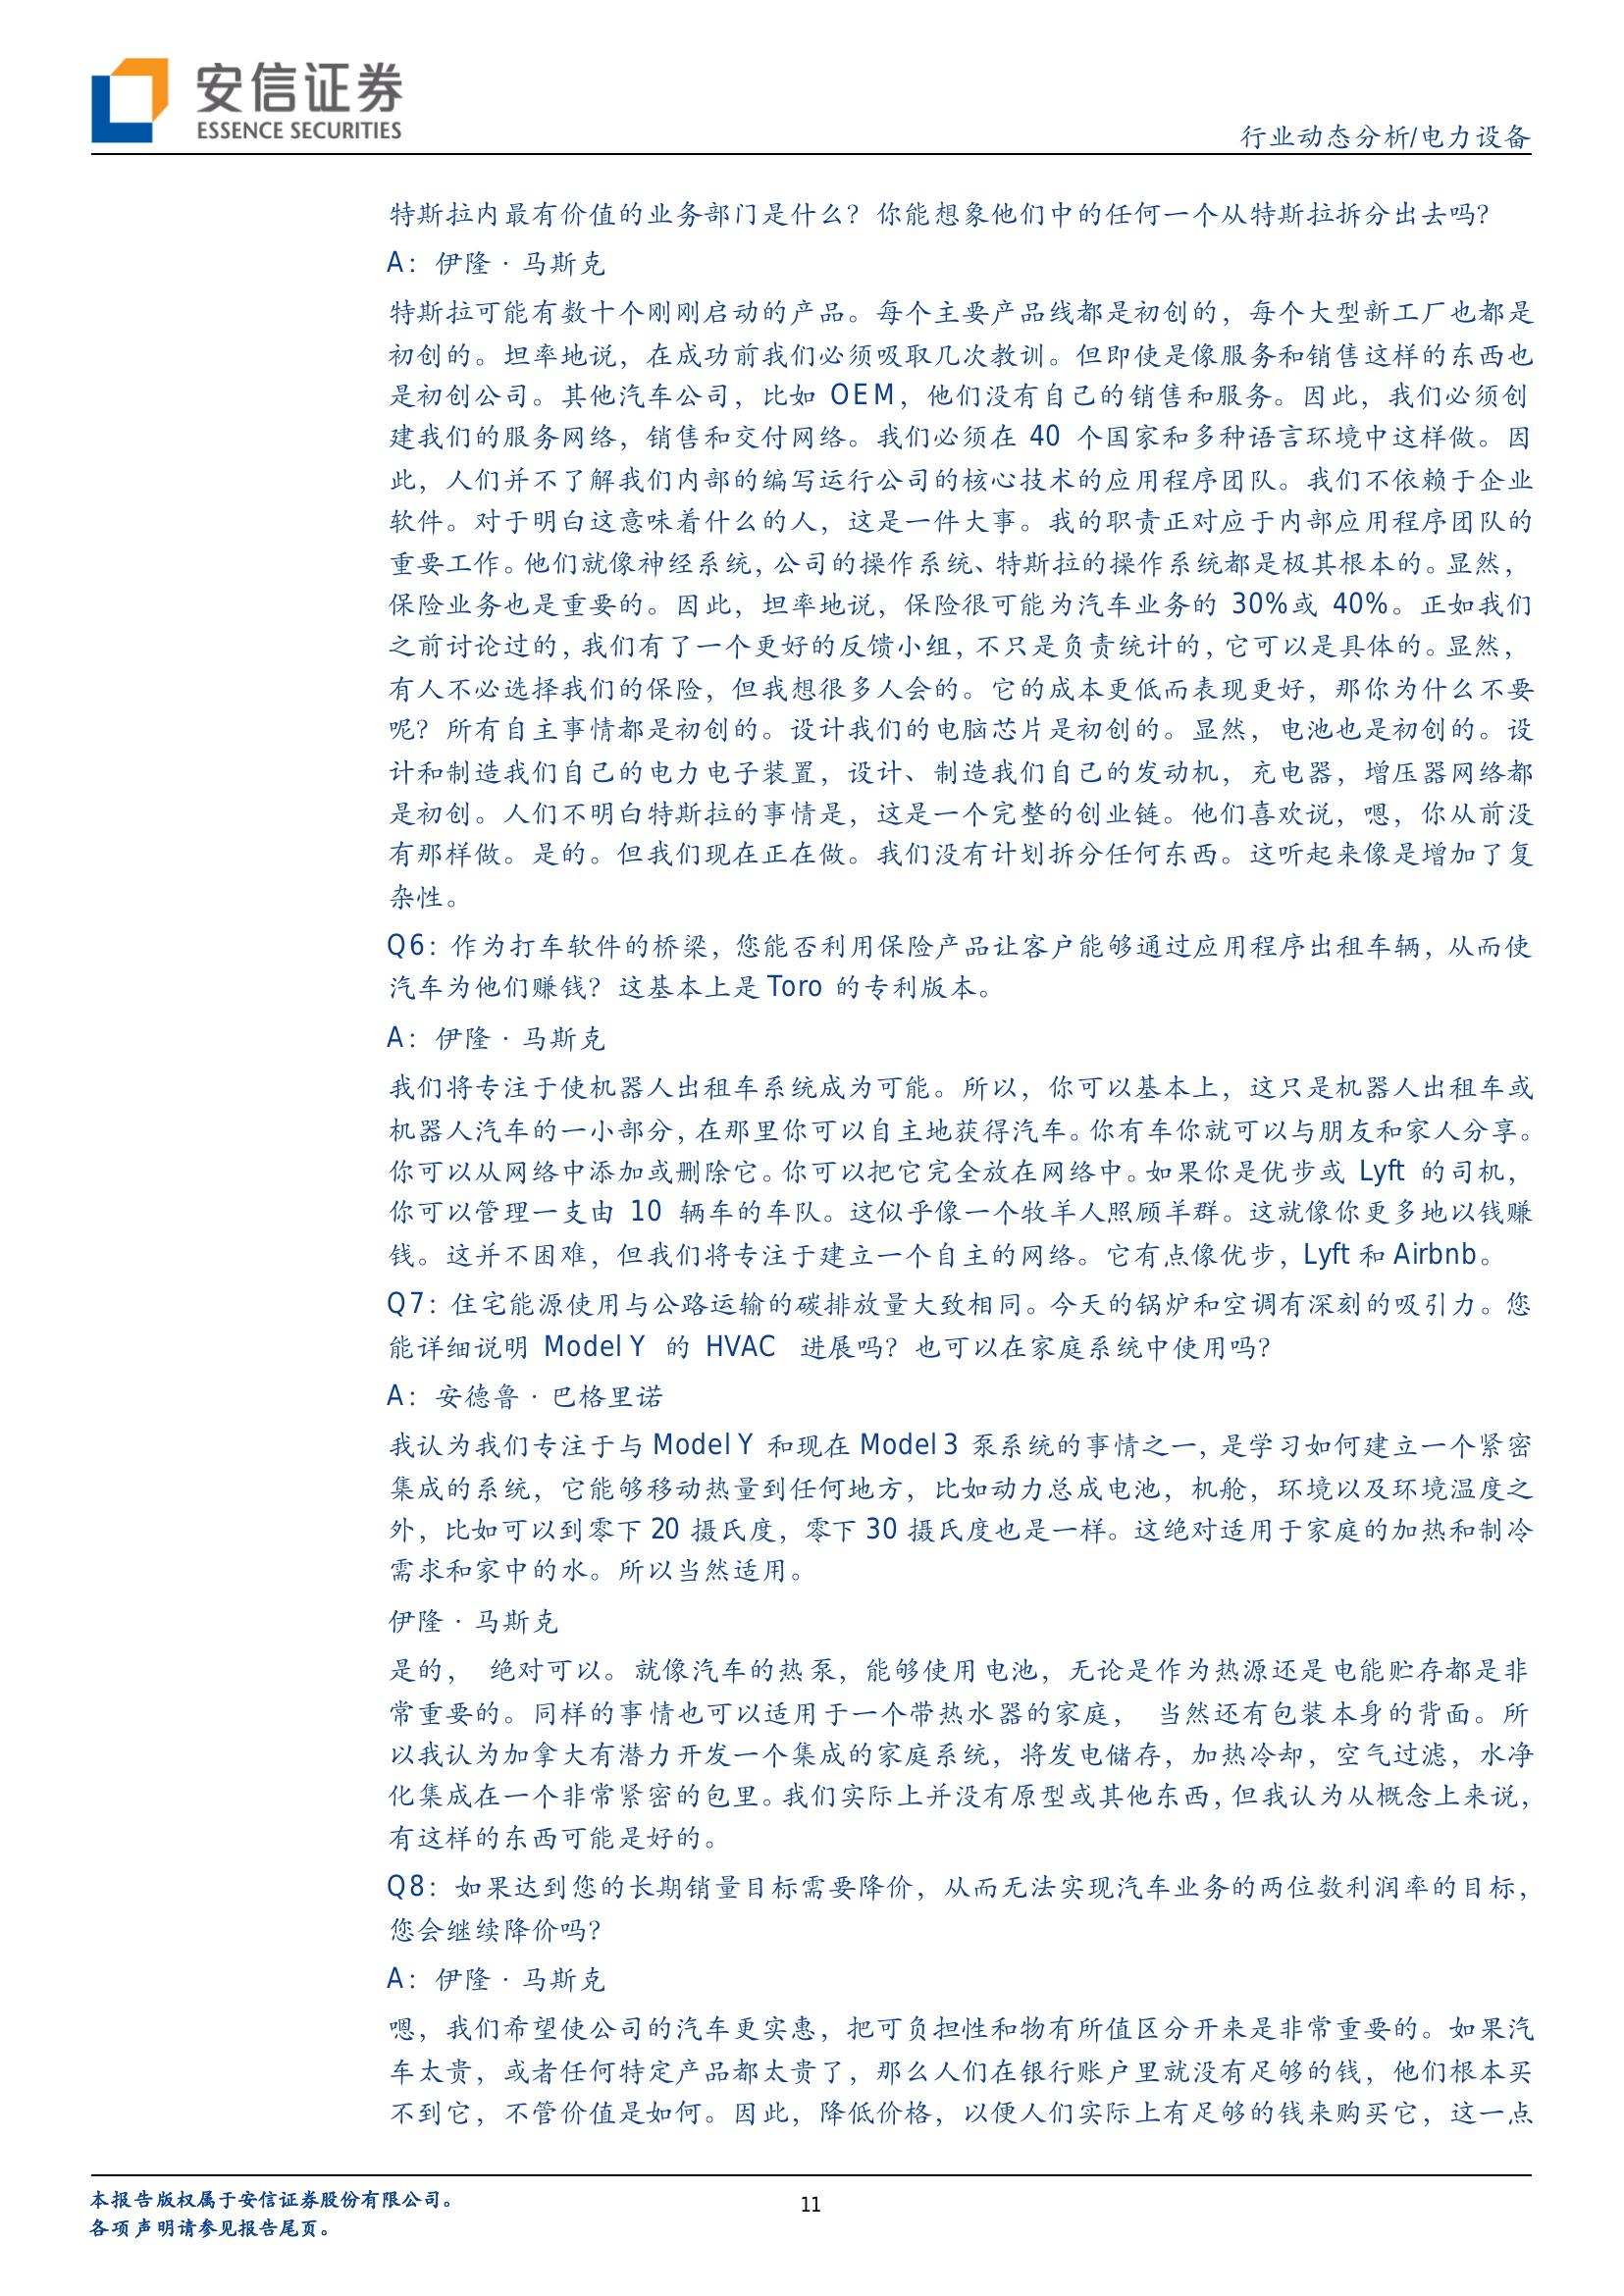 安信证券
ESSENCE SECURITIES
行业动态分析/电力设备
特斯拉内最有价值的业务部门是什么？你能想象他们中的任何一个从特斯拉拆分出去吗？
A：伊隆·马斯克
特斯拉可能有数十个刚刚启动的产品。每个主要产品线都是初创的，每个大型新工厂也都是
初创的。坦率地说，在成功前我们必须吸取几次教训。但即使是像服务和销售这样的东西也
是初创公司。其他汽车公司，比如 OEM，他们没有自己的销售和服务。因此，我们必须创
建我们的服务网络，销售和交付网络。我们必须在 40 个国家和多种语言环境中这样做。因
此，人们并不了解我们内部的编写运行公司的核心技术的应用程序团队。我们不依赖于企业
软件。对于明白这意味着什么的人，这是一件大事。我的职责正对应于内部应用程序团队的
重要工作。他们就像神经系统，公司的操作系统、特斯拉的操作系统都是极其根本的。显然，
保险业务也是重要的。因此，坦率地说，保险很可能为汽车业务的 30%或 40%。正如我们
之前讨论过的，我们有了一个更好的反馈小组，不只是负责统计的，它可以是具体的。显然，
有人不必选择我们的保险，但我想很多人会的。它的成本更低而表现更好，那你为什么不要
呢？所有自主事情都是初创的。设计我们的电脑芯片是初创的。显然，电池也是初创的。设
计和制造我们自己的电力电子装置，设计、制造我们自己的发动机，充电器，增压器网络都
是初创。人们不明白特斯拉的事情是，这是一个完整的创业链。他们喜欢说，嗯，你从前没
有那样做。是的。但我们现在正在做。我们没有计划拆分任何东西。这听起来像是增加了复
杂性。
Q6：作为打车软件的桥梁，您能否利用保险产品让客户能够通过应用程序出租车辆，从而使
汽车为他们赚钱？这基本上是 Toro 的专利版本。
A：伊隆·马斯克
我们将专注于使机器人出租车系统成为可能。所以，你可以基本上，这只是机器人出租车或
机器人汽车的一小部分，在那里你可以自主地获得汽车。你有车你就可以与朋友和家人分享。
你可以从网络中添加或删除它。你可以把它完全放在网络中。如果你是优步或 Lyft 的司机，
你可以管理一支由 10 辆车的车队。这似乎像一个牧羊人照顾羊群。这就像你更多地以钱赚
钱。这并不困难，但我们将专注于建立一个自主的网络。它有点像优步，Lyft 和 Airbnb。
Q7：住宅能源使用与公路运输的碳排放量大致相同。今天的锅炉和空调有深刻的吸引力。您
能详细说明 Model Y 的 HVAC 进展吗？也可以在家庭系统中使用吗？
A：安德鲁·巴格里诺
我认为我们专注于与 Model Y 和现在 Model 3 泵系统的事情之一，是学习如何建立一个紧密
集成的系统，它能够移动热量到任何地方，比如动力总成电池，机舱，环境以及环境温度之
外，比如可以到零下 20 摄氏度，零下 30 摄氏度也是一样。这绝对适用于家庭的加热和制冷
需求和家中的水。所以当然适用。
伊隆·马斯克
是的， 绝对可以。就像汽车的热泵，能够使用电池，无论是作为热源还是电能贮存都是非
常重要的。同样的事情也可以适用于一个带热水器的家庭， 当然还有包装本身的背面。所
以我认为加拿大有潜力开发一个集成的家庭系统，将发电储存，加热冷却，空气过滤，水净
化集成在一个非常紧密的包里。我们实际上并没有原型或其他东西，但我认为从概念上来说，
有这样的东西可能是好的。
Q8：如果达到您的长期销量目标需要降价，从而无法实现汽车业务的两位数利润率的目标，
您会继续降价吗？
A：伊隆·马斯克
嗯，我们希望使公司的汽车更实惠，把可负担性和物有所值区分开来是非常重要的。如果汽
车太贵，或者任何特定产品都太贵了，那么人们在银行账户里就没有足够的钱，他们根本买
不到它，不管价值是如何。因此，降低价格，以便人们实际上有足够的钱来购买它，这一点
本报告版权属于安信证券股份有限公司。
11
各项声明请参见报告尾页。